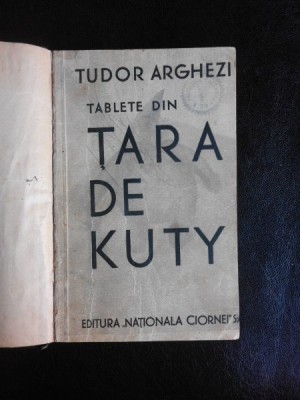 TUDOR ARGHEZI
TABLETE DIN
ȚARA
DE
KUTY
EDITURA „NAȚIONALA CIORNEI" S